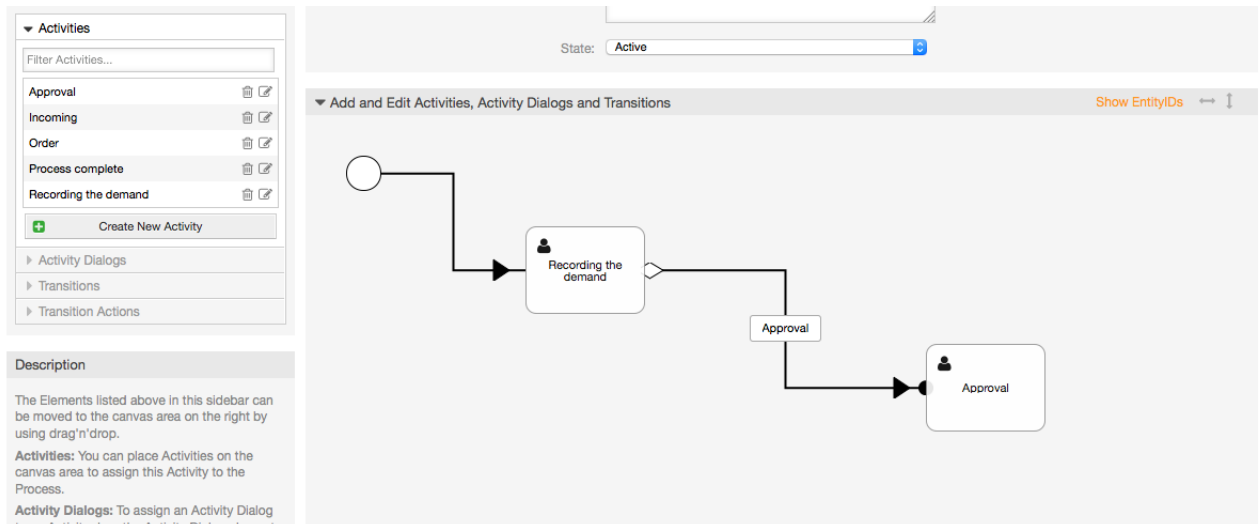 Activities
Filter Activities...
Approval
Incoming
Order
Process complete
Recording the demand
Create New Activity
Activity Dialogs
Transitions
Transition Actions
Description
The Elements listed above in this sidebar can
be moved to the canvas area on the right by
using drag'n'drop.
Activities: You can place Activities on the
canvas area to assign this Activity to the
Process.
Activity Dialogs: To assign an Activity Dialog
State: Active
Add and Edit Activities, Activity Dialogs and Transitions
Show EntityIDs
Recording the
demand
Approval
Approval